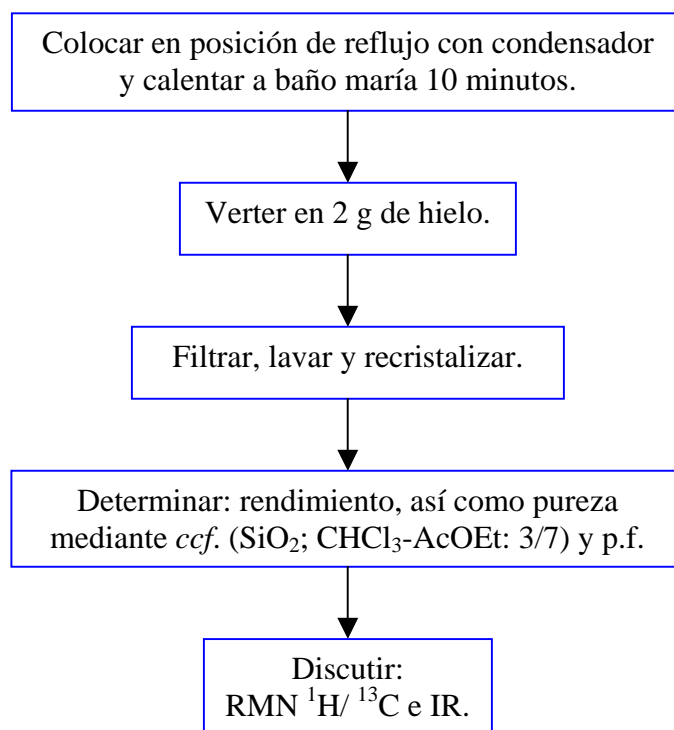 Colocar en posición de reflujo con condensador
y calentar a baño maría 10 minutos.
Verter en 2 g de hielo.
Filtrar, lavar y recristalizar.
Determinar: rendimiento, así como pureza
mediante ccf. (SiO₂; CHCl₃-AcOEt: 3/7) y p.f.
Discutir:
RMN ¹H/ ¹³C e IR.